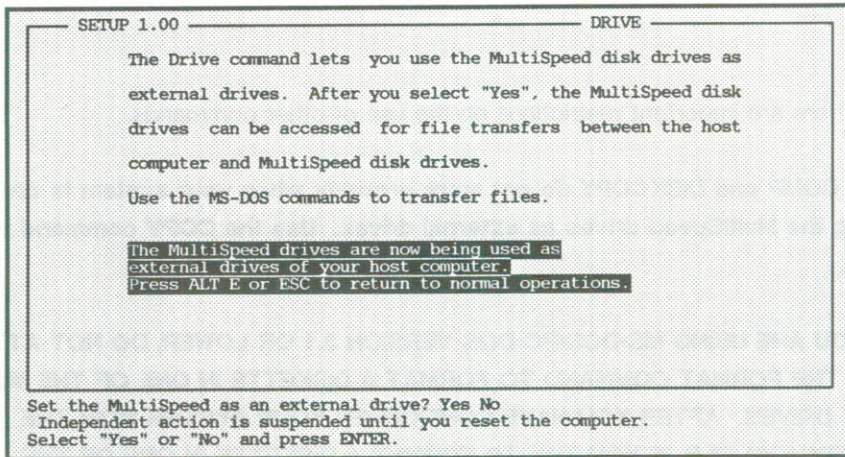 SETUP 1.00 DRIVE
The Drive command lets you use the MultiSpeed disk drives as
external drives. After you select "Yes", the MultiSpeed disk
drives can be accessed for file transfers between the host
computer and MultiSpeed disk drives.
Use the MS-DOS commands to transfer files.
The MultiSpeed drives are now being used as
external drives of your host computer.
Press ALT E or ESC to return to normal operations.
Set the MultiSpeed as an external drive? Yes No
Independent action is suspended until you reset the computer.
Select "Yes" or "No" and press ENTER.